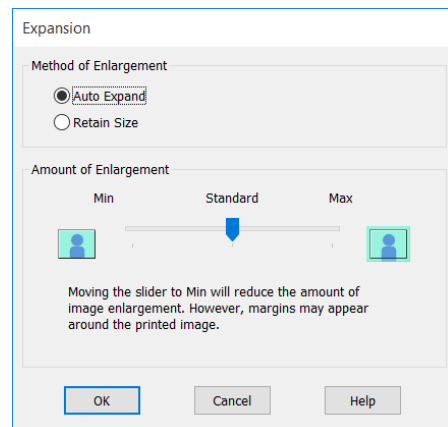 Expansion
Method of Enlargement
Auto Expand
Retain Size
Amount of Enlargement
Min Standard Max
Moving the slider to Min will reduce the amount of
image enlargement. However, margins may appear
around the printed image.
OK Cancel Help